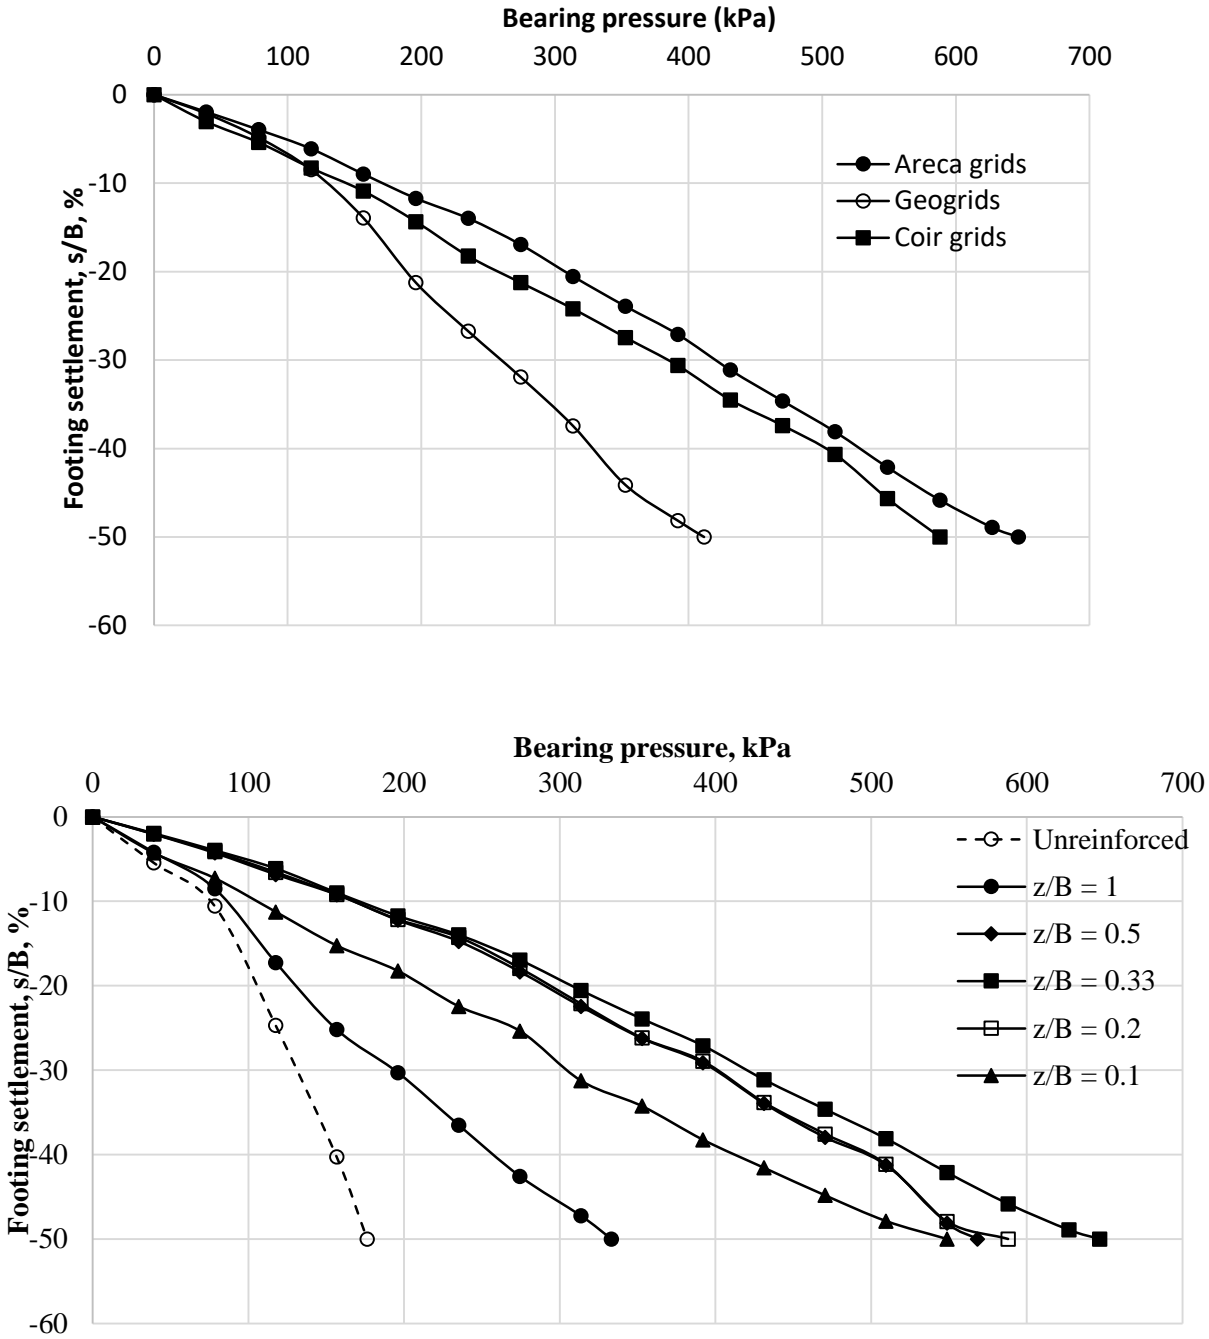 Bearing pressure (kPa)
0 100 200 300 400 500 600 700
0
-10
-20
-30
-40
-50
-60
Footing settlement, s/B, %
Areca grids
Geogrids
Coir grids
Bearing pressure, kPa
0 100 200 300 400 500 600 700
0
-10
-20
-30
-40
-50
-60
Footing settlement, s/B, %
Unreinforced
z/B = 1
z/B = 0.5
z/B = 0.33
z/B = 0.2
z/B = 0.1